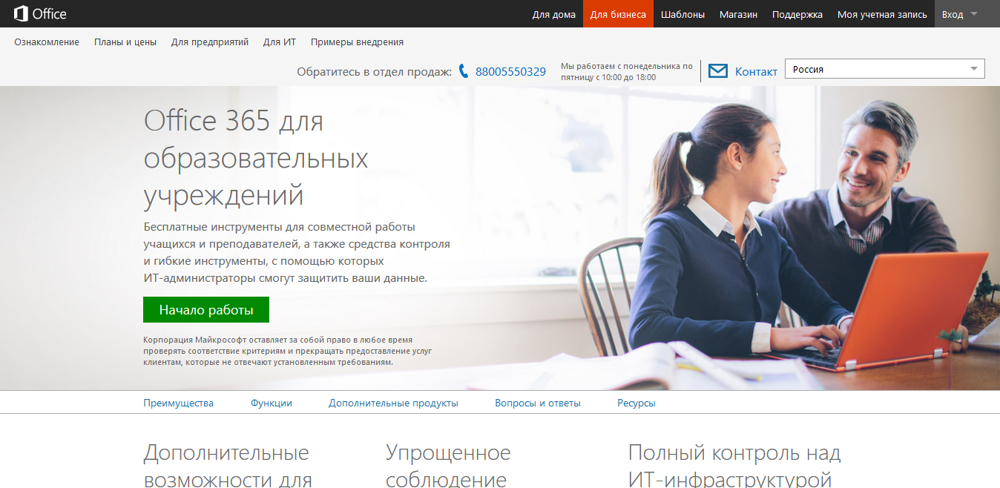 Office
Для дома Для бизнеса Шаблоны Магазин Поддержка Моя учетная запись Вход
Ознакомление Планы и цены Для предприятий Для ИТ Примеры внедрения
Обратитесь в отдел продаж: 88005550329
Мы работаем с понедельника по
пятницу с 10:00 до 18:00
Контакт
Россия
Office 365 для
образовательных
учреждений
Бесплатные инструменты для совместной работы
учащихся и преподавателей, а также средства контроля
и гибкие инструменты, с помощью которых
ИТ-администраторы смогут защитить ваши данные.
Начало работы
Корпорация Майкрософт оставляет за собой право в любое время
проверять соответствие критериям и прекращать предоставление услуг
клиентам, которые не отвечают установленным требованиям.
Преимущества Функции Дополнительные продукты Вопросы и ответы Ресурсы
Дополнительные
возможности для
Упрощенное
соблюдение
Полный контроль над
ИТ-инфраструктурой